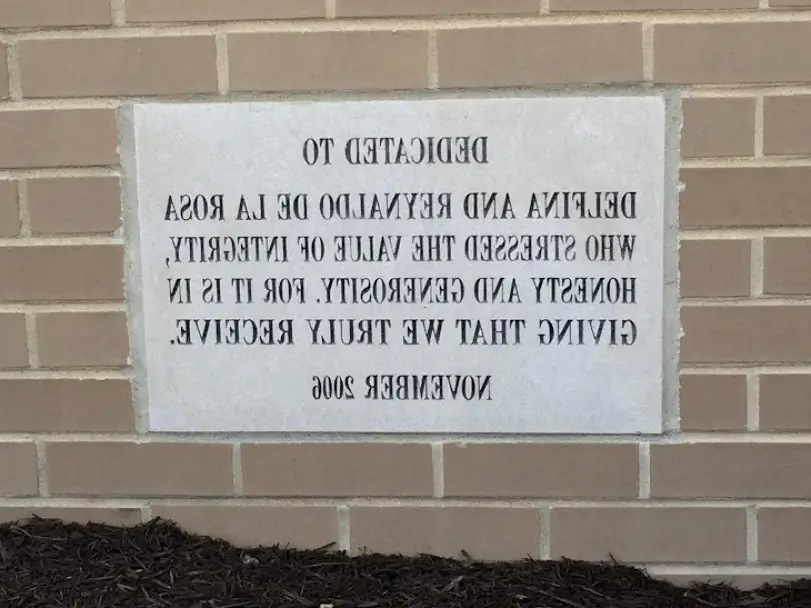 DEDICATED TO
DELFINA AND REYNALDO DE LA ROSA
WHO STRESSED THE VALUE OF INTEGRITY,
HONESTY AND GENEROSITY. FOR IT IS IN
GIVING THAT WE TRULY RECEIVE.
NOVEMBER 2006